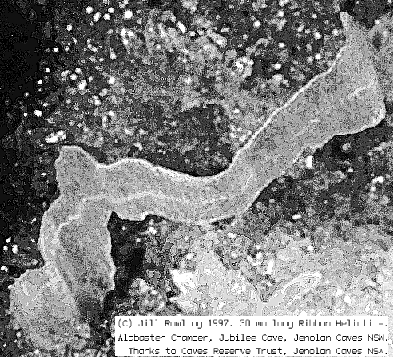 (C) Jill Rowling 1997. 30 mm long Ribbon Helictite.
Alabaster Chamber, Jubilee Cave, Jenolan Caves NSW.
Thanks to Caves Reserve Trust, Jenolan Caves NSW.